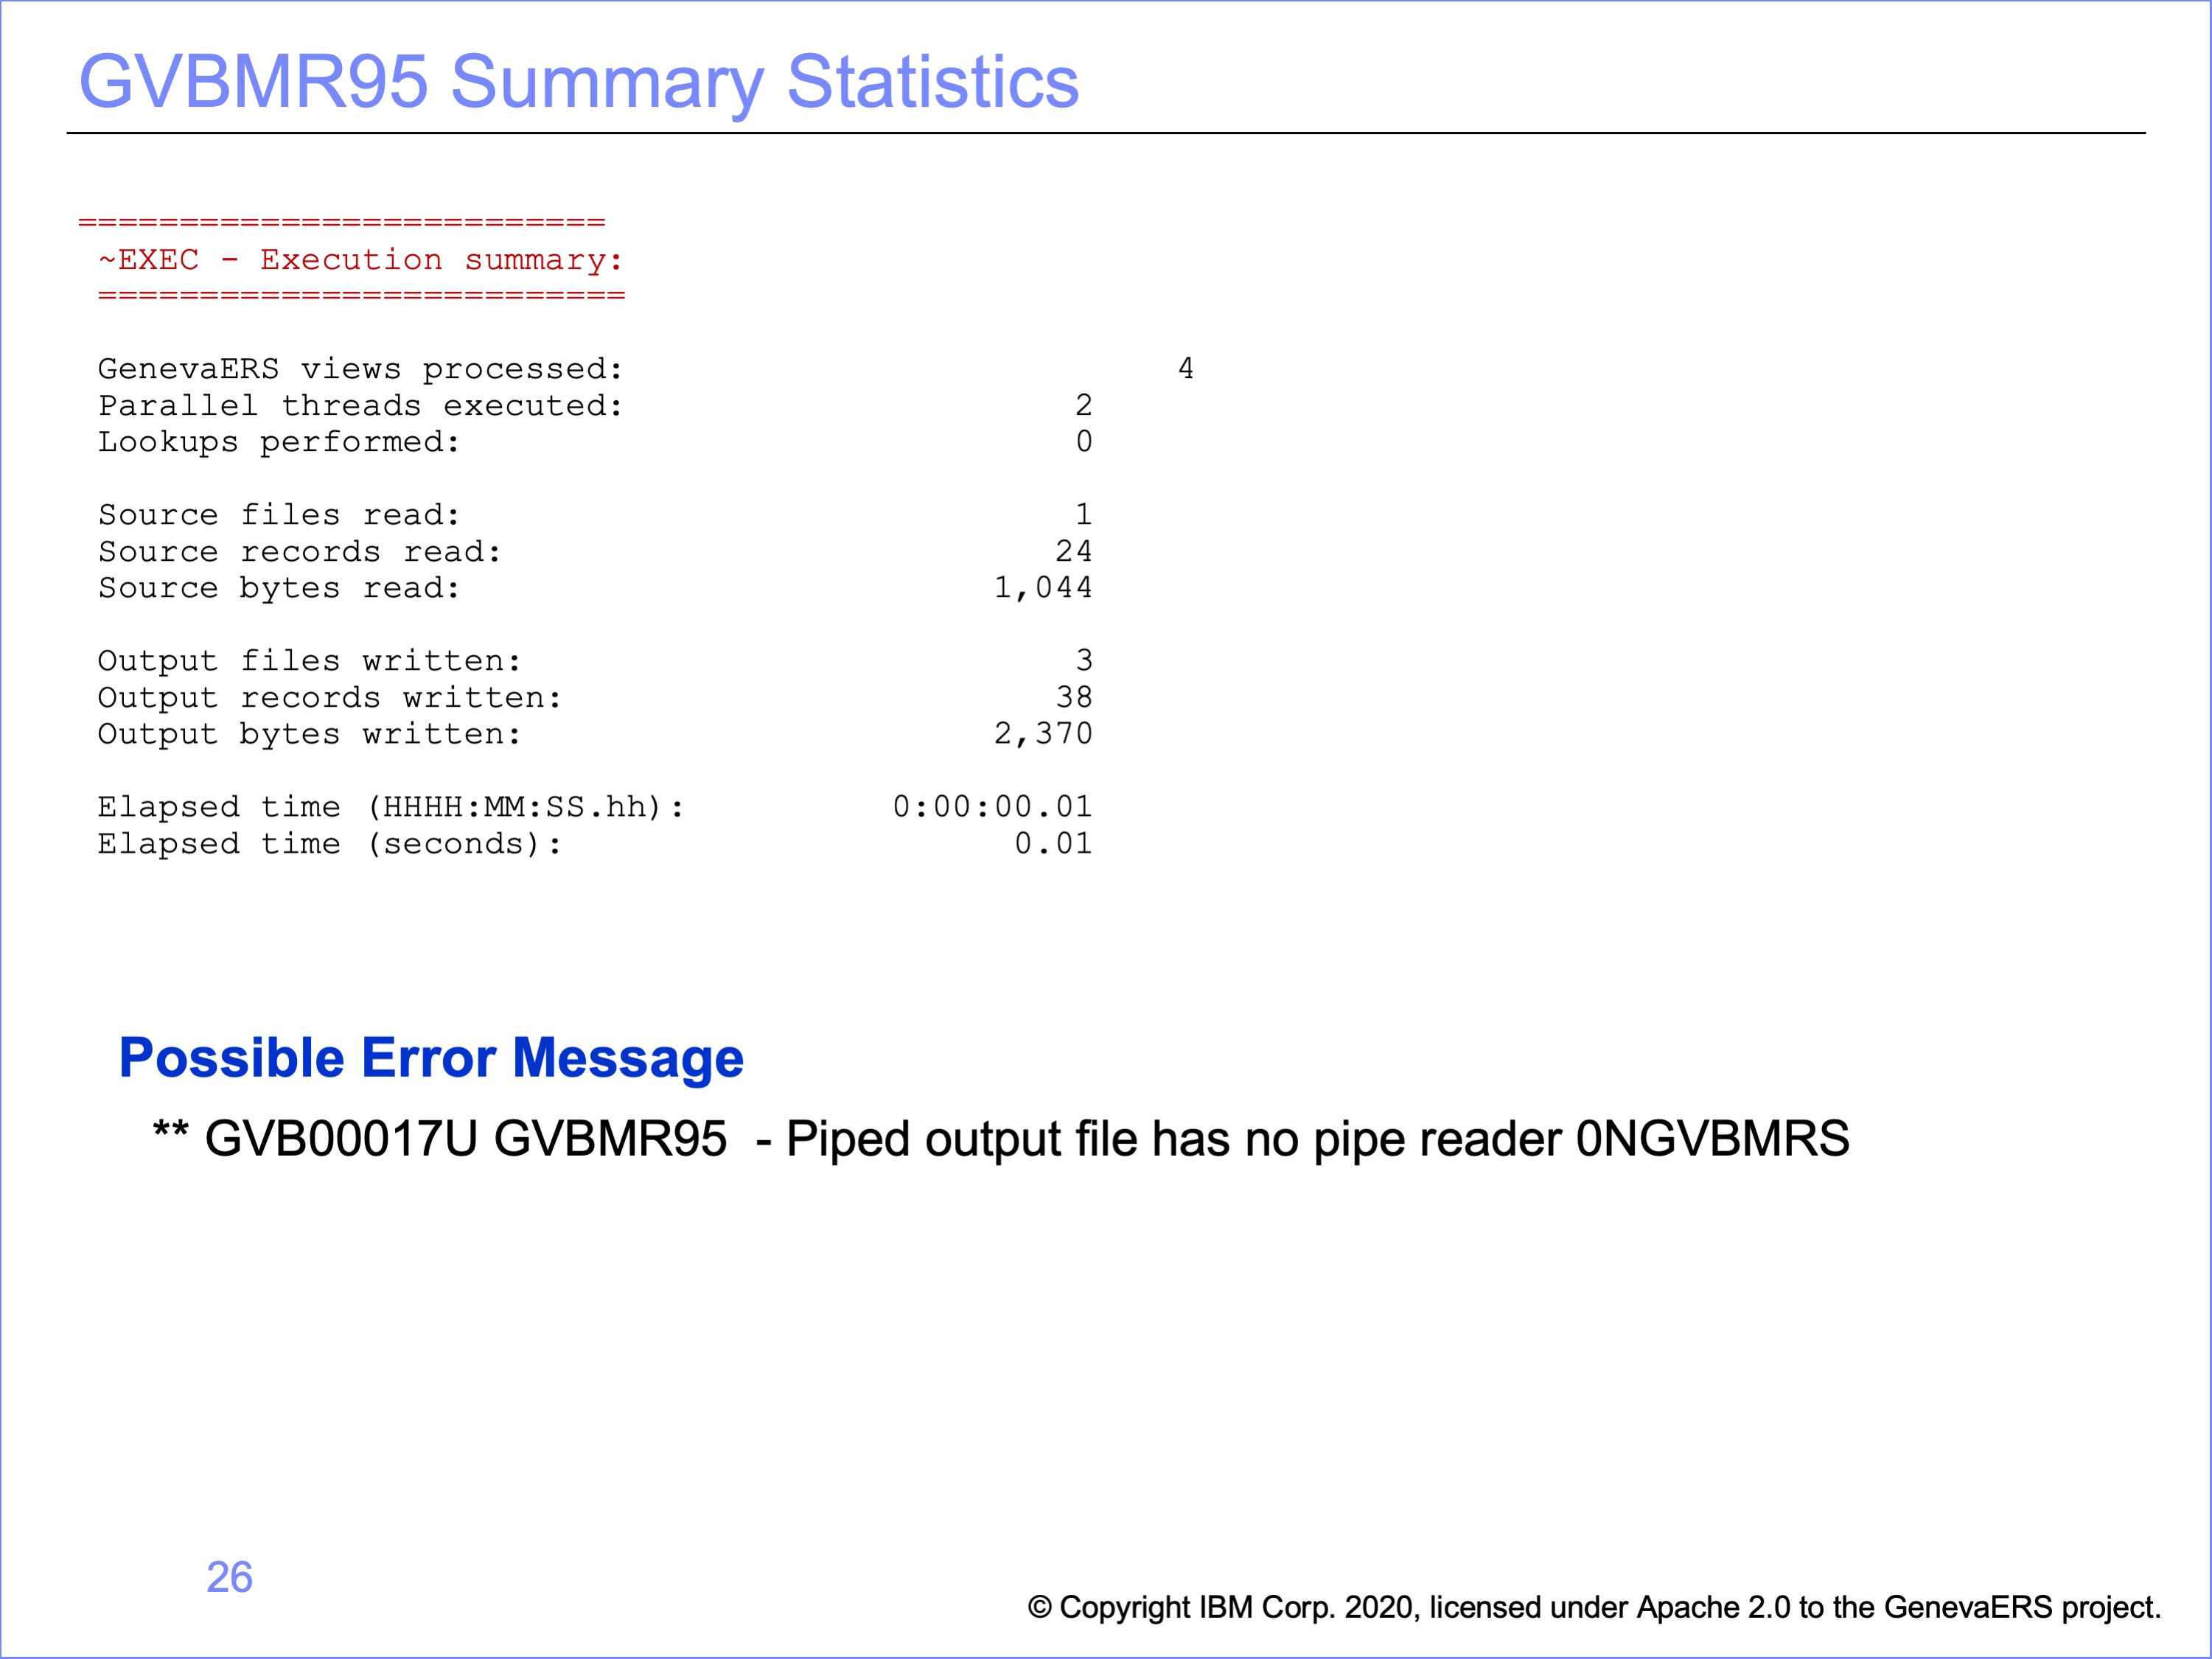 GVBMR95 Summary Statistics
==========================
~EXEC - Execution summary:
==========================
GenevaERS views processed: 4
Parallel threads executed: 2
Lookups performed: 0
Source files read: 1
Source records read: 24
Source bytes read: 1,044
Output files written: 3
Output records written: 38
Output bytes written: 2,370
Elapsed time (HHHH:MM:SS.hh): 0:00:00.01
Elapsed time (seconds): 0.01
Possible Error Message
** GVB00017U GVBMR95  - Piped output file has no pipe reader 0NGVBMRS
26
© Copyright IBM Corp. 2020, licensed under Apache 2.0 to the GenevaERS project.